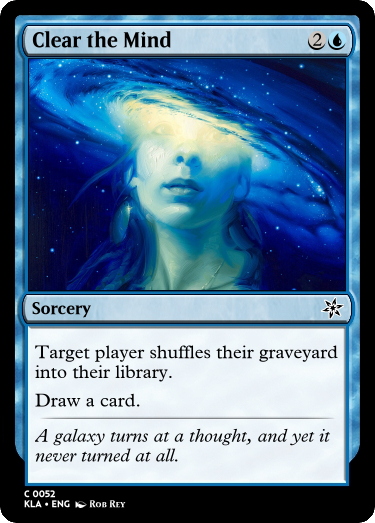 Clear the Mind 2
Sorcery
Target player shuffles their graveyard
into their library.
Draw a card.
A galaxy turns at a thought, and yet it
never turned at all.
C 0052
KLA • ENG Rob Rey